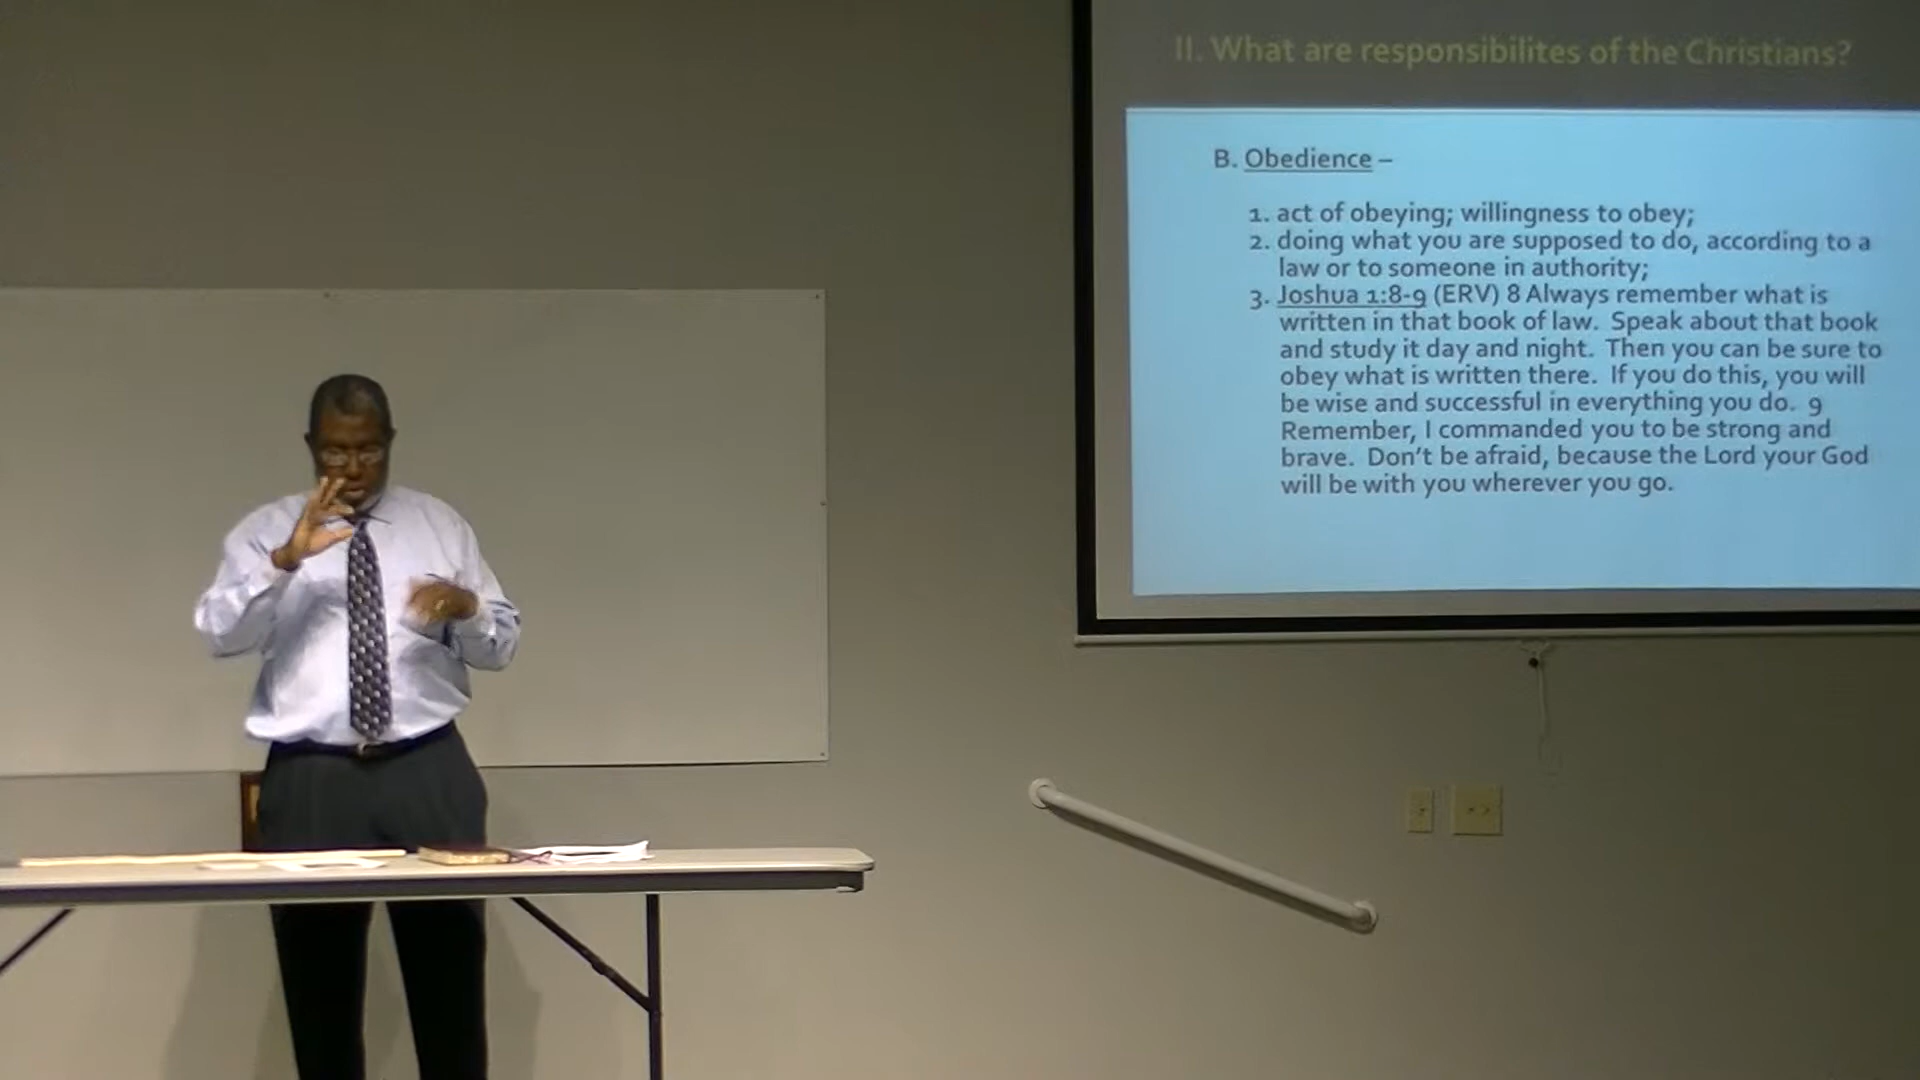 II. What are responsibilites of the Christians?
B. Obedience –
1. act of obeying; willingness to obey;
2. doing what you are supposed to do, according to a
law or to someone in authority;
3. Joshua 1:8-9 (ERV) 8 Always remember what is
written in that book of law. Speak about that book
and study it day and night. Then you can be sure to
obey what is written there. If you do this, you will
be wise and successful in everything you do. 9
Remember, I commanded you to be strong and
brave. Don't be afraid, because the Lord your God
will be with you wherever you go.